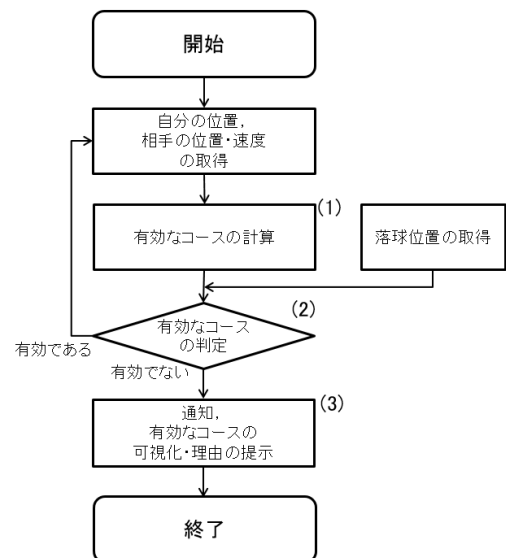 開始
自分の位置,
相手の位置・速度
の取得
(1)
有効なコースの計算
落球位置の取得
(2)
有効なコース
の判定
有効である
有効でない
(3)
通知,
有効なコースの
可視化・理由の提示
終了